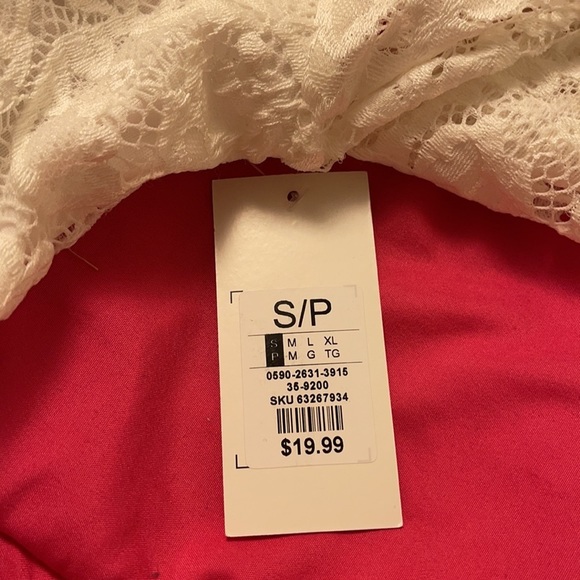 S/P
S M L XL
P M G TG
0590-2631-3915
35-9200
SKU 63267934
$19.99